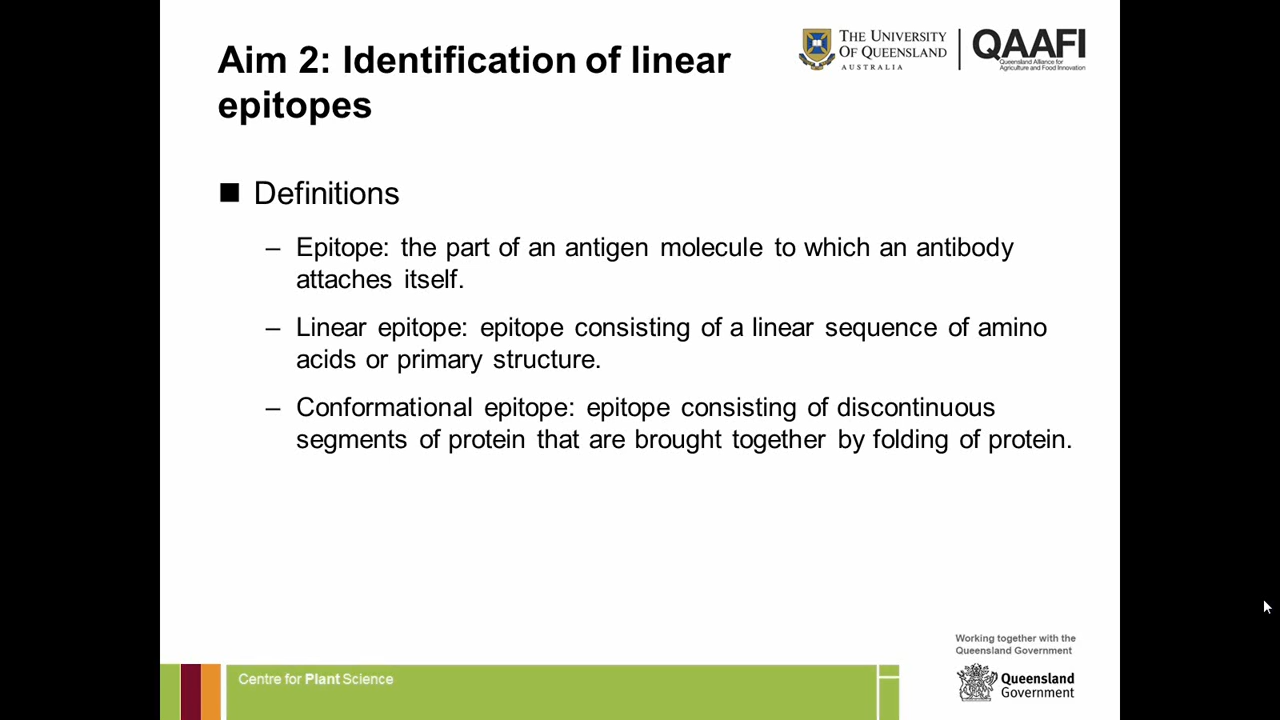 Aim 2: Identification of linear
epitopes
THE UNIVERSITY
OF QUEENSLAND
AUSTRALIA
QAAFI
Queensland Alliance for
Agriculture and Food Innovation
■ Definitions
– Epitope: the part of an antigen molecule to which an antibody
attaches itself.
– Linear epitope: epitope consisting of a linear sequence of amino
acids or primary structure.
– Conformational epitope: epitope consisting of discontinuous
segments of protein that are brought together by folding of protein.
Working together with the
Queensland Government
Centre for Plant Science
Queensland
Government